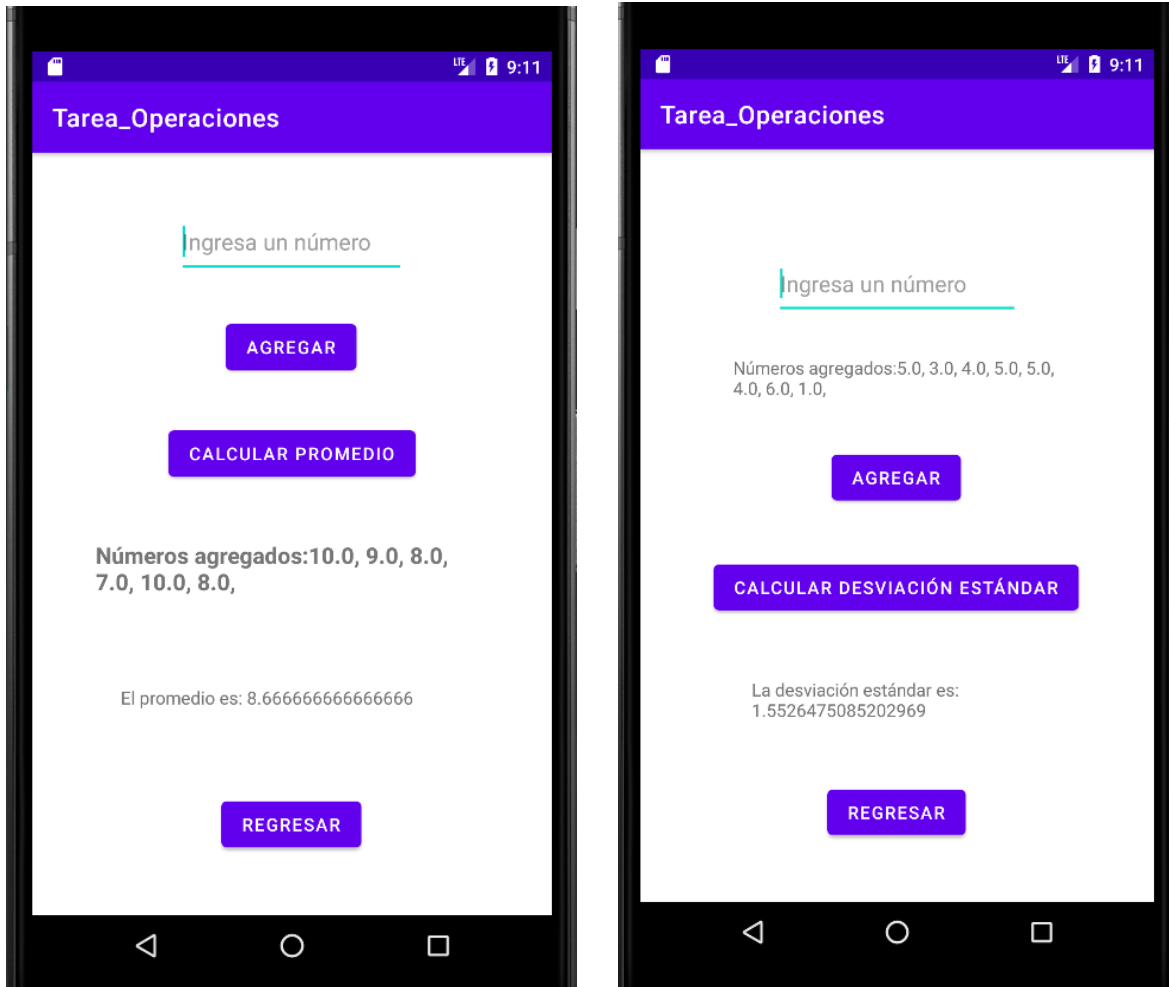 LTE 9:11
Tarea_Operaciones
Ingresa un número
AGREGAR
CALCULAR PROMEDIO
Números agregados:10.0, 9.0, 8.0,
7.0, 10.0, 8.0,
El promedio es: 8.666666666666666
REGRESAR
LTE 9:11
Tarea_Operaciones
Ingresa un número
Números agregados:5.0, 3.0, 4.0, 5.0, 5.0,
4.0, 6.0, 1.0,
AGREGAR
CALCULAR DESVIACIÓN ESTÁNDAR
La desviación estándar es:
1.5526475085202969
REGRESAR